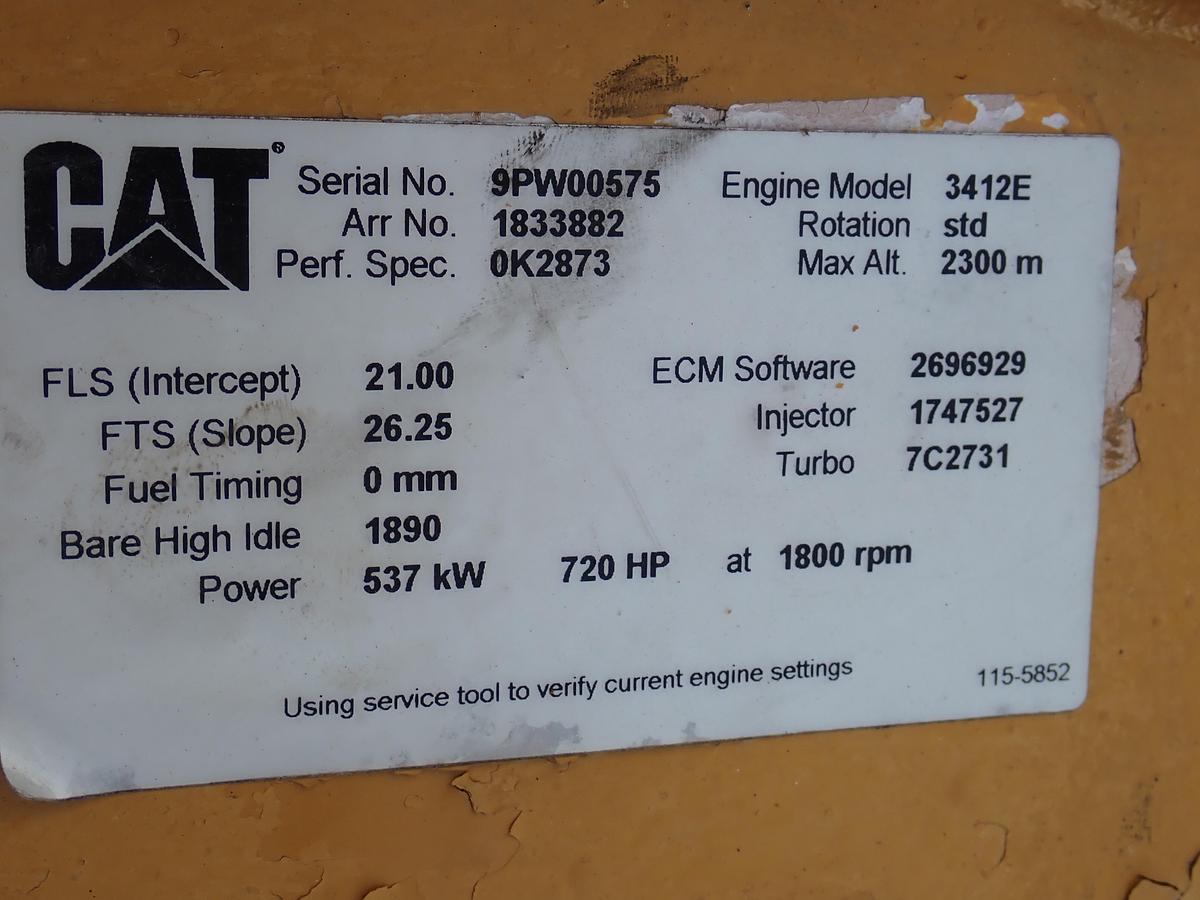 CAT®
Serial No. 9PW00575 Engine Model 3412E
Arr No. 1833882 Rotation std
Perf. Spec. 0K2873 Max Alt. 2300 m
FLS (Intercept) 21.00 ECM Software 2696929
FTS (Slope) 26.25 Injector 1747527
Fuel Timing 0 mm Turbo 7C2731
Bare High Idle 1890
Power 537 kW 720 HP at 1800 rpm
Using service tool to verify current engine settings 115-5852